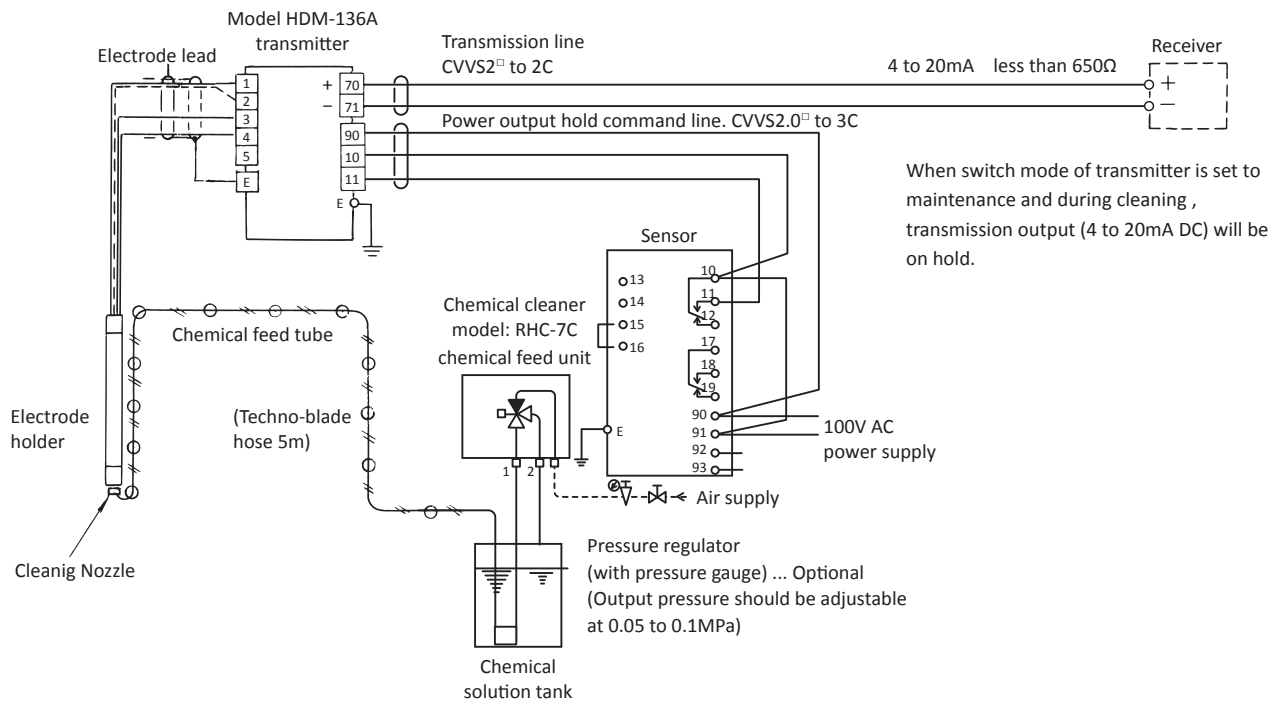 Model HDM-136A
transmitter
Electrode lead
1
2
3
4
5
E
+ 70
− 71
90
10
11
E
Transmission line
CVVS2□ to 2C
4 to 20mA less than 650Ω
Receiver
+
−
Power output hold command line. CVVS2.0□ to 3C
When switch mode of transmitter is set to
maintenance and during cleaning ,
transmission output (4 to 20mA DC) will be
on hold.
Sensor
13
14
15
16
E
10
11
12
17
18
19
90
91
92
93
100V AC
power supply
Chemical cleaner
model: RHC-7C
chemical feed unit
1 2
Air supply
Chemical feed tube
(Techno-blade
hose 5m)
Electrode
holder
Cleanig Nozzle
Pressure regulator
(with pressure gauge) ... Optional
(Output pressure should be adjustable
at 0.05 to 0.1MPa)
Chemical
solution tank